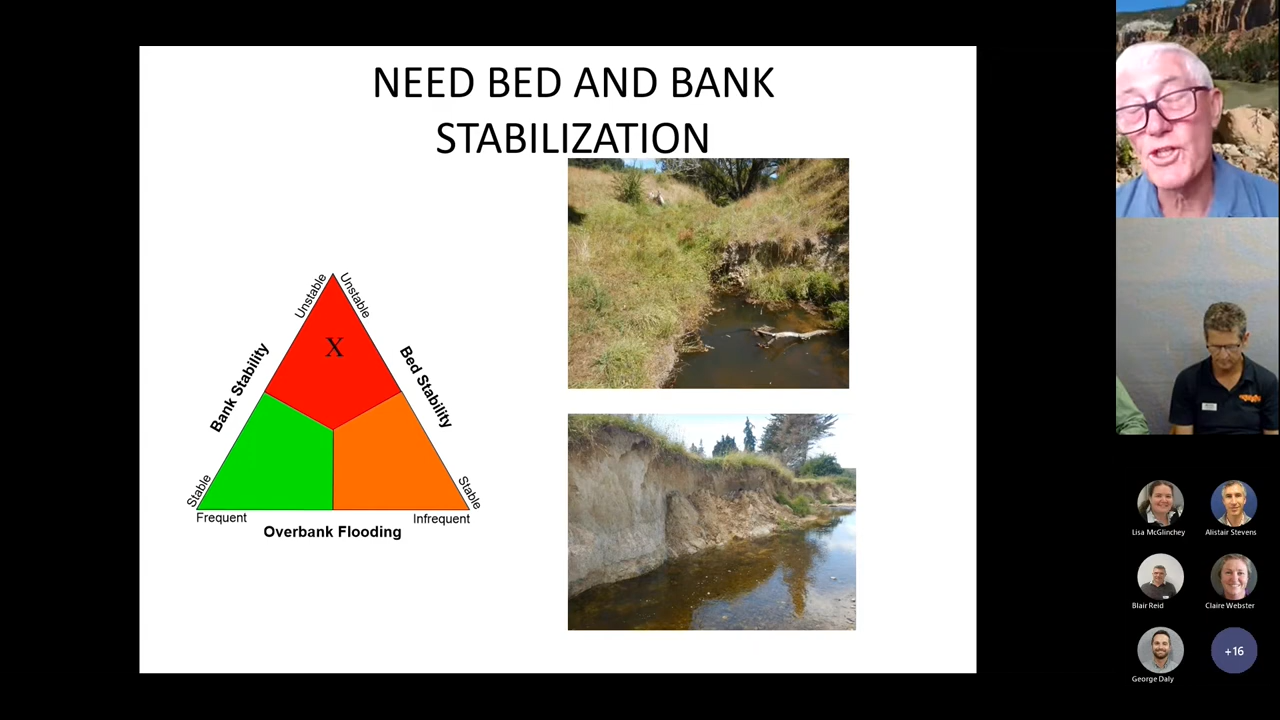 NEED BED AND BANK
STABILIZATION
Unstable
Unstable
X
Bank Stability
Bed Stability
Stable
Stable
Frequent
Infrequent
Overbank Flooding
Lisa McGlinchey
Alistair Stevens
Blair Reid
Claire Webster
George Daly
+16